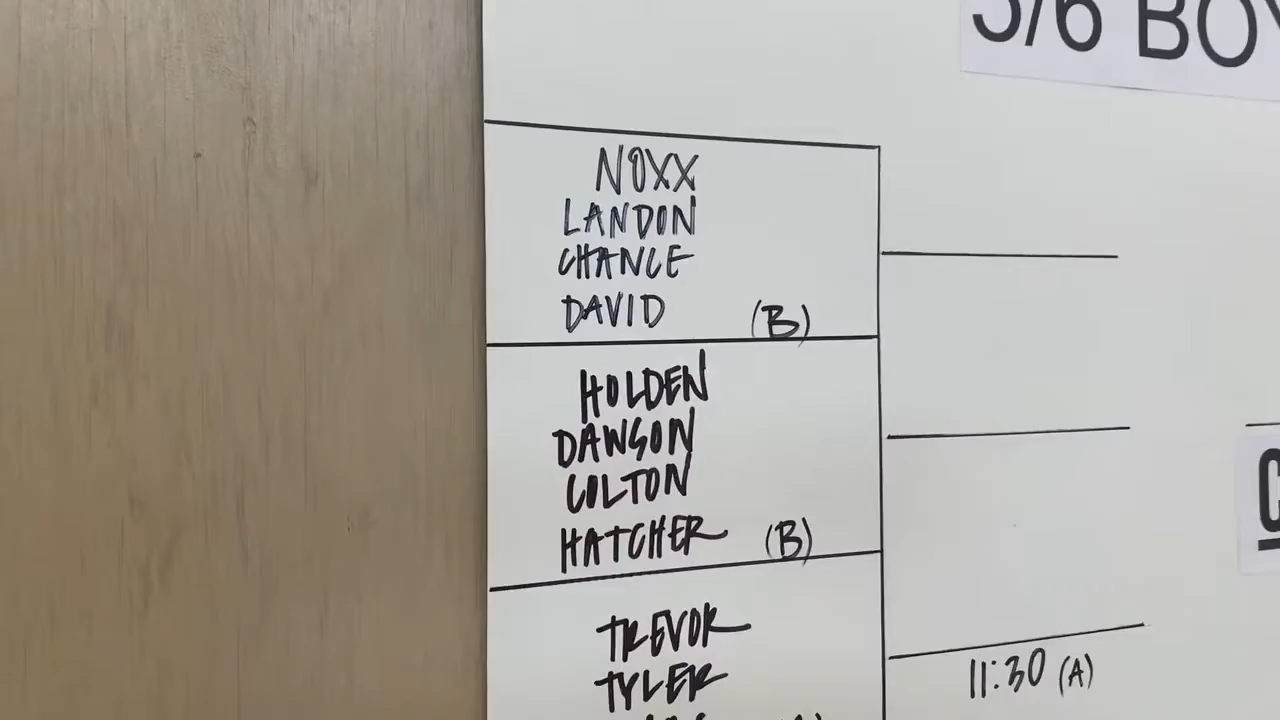 5/6 BOY
NOXX
LANDON
CHANCE
DAVID (B)
HOLDEN
DAWSON
COLTON
HATCHER (B)
TREVOR
TYLER
11:30 (A)